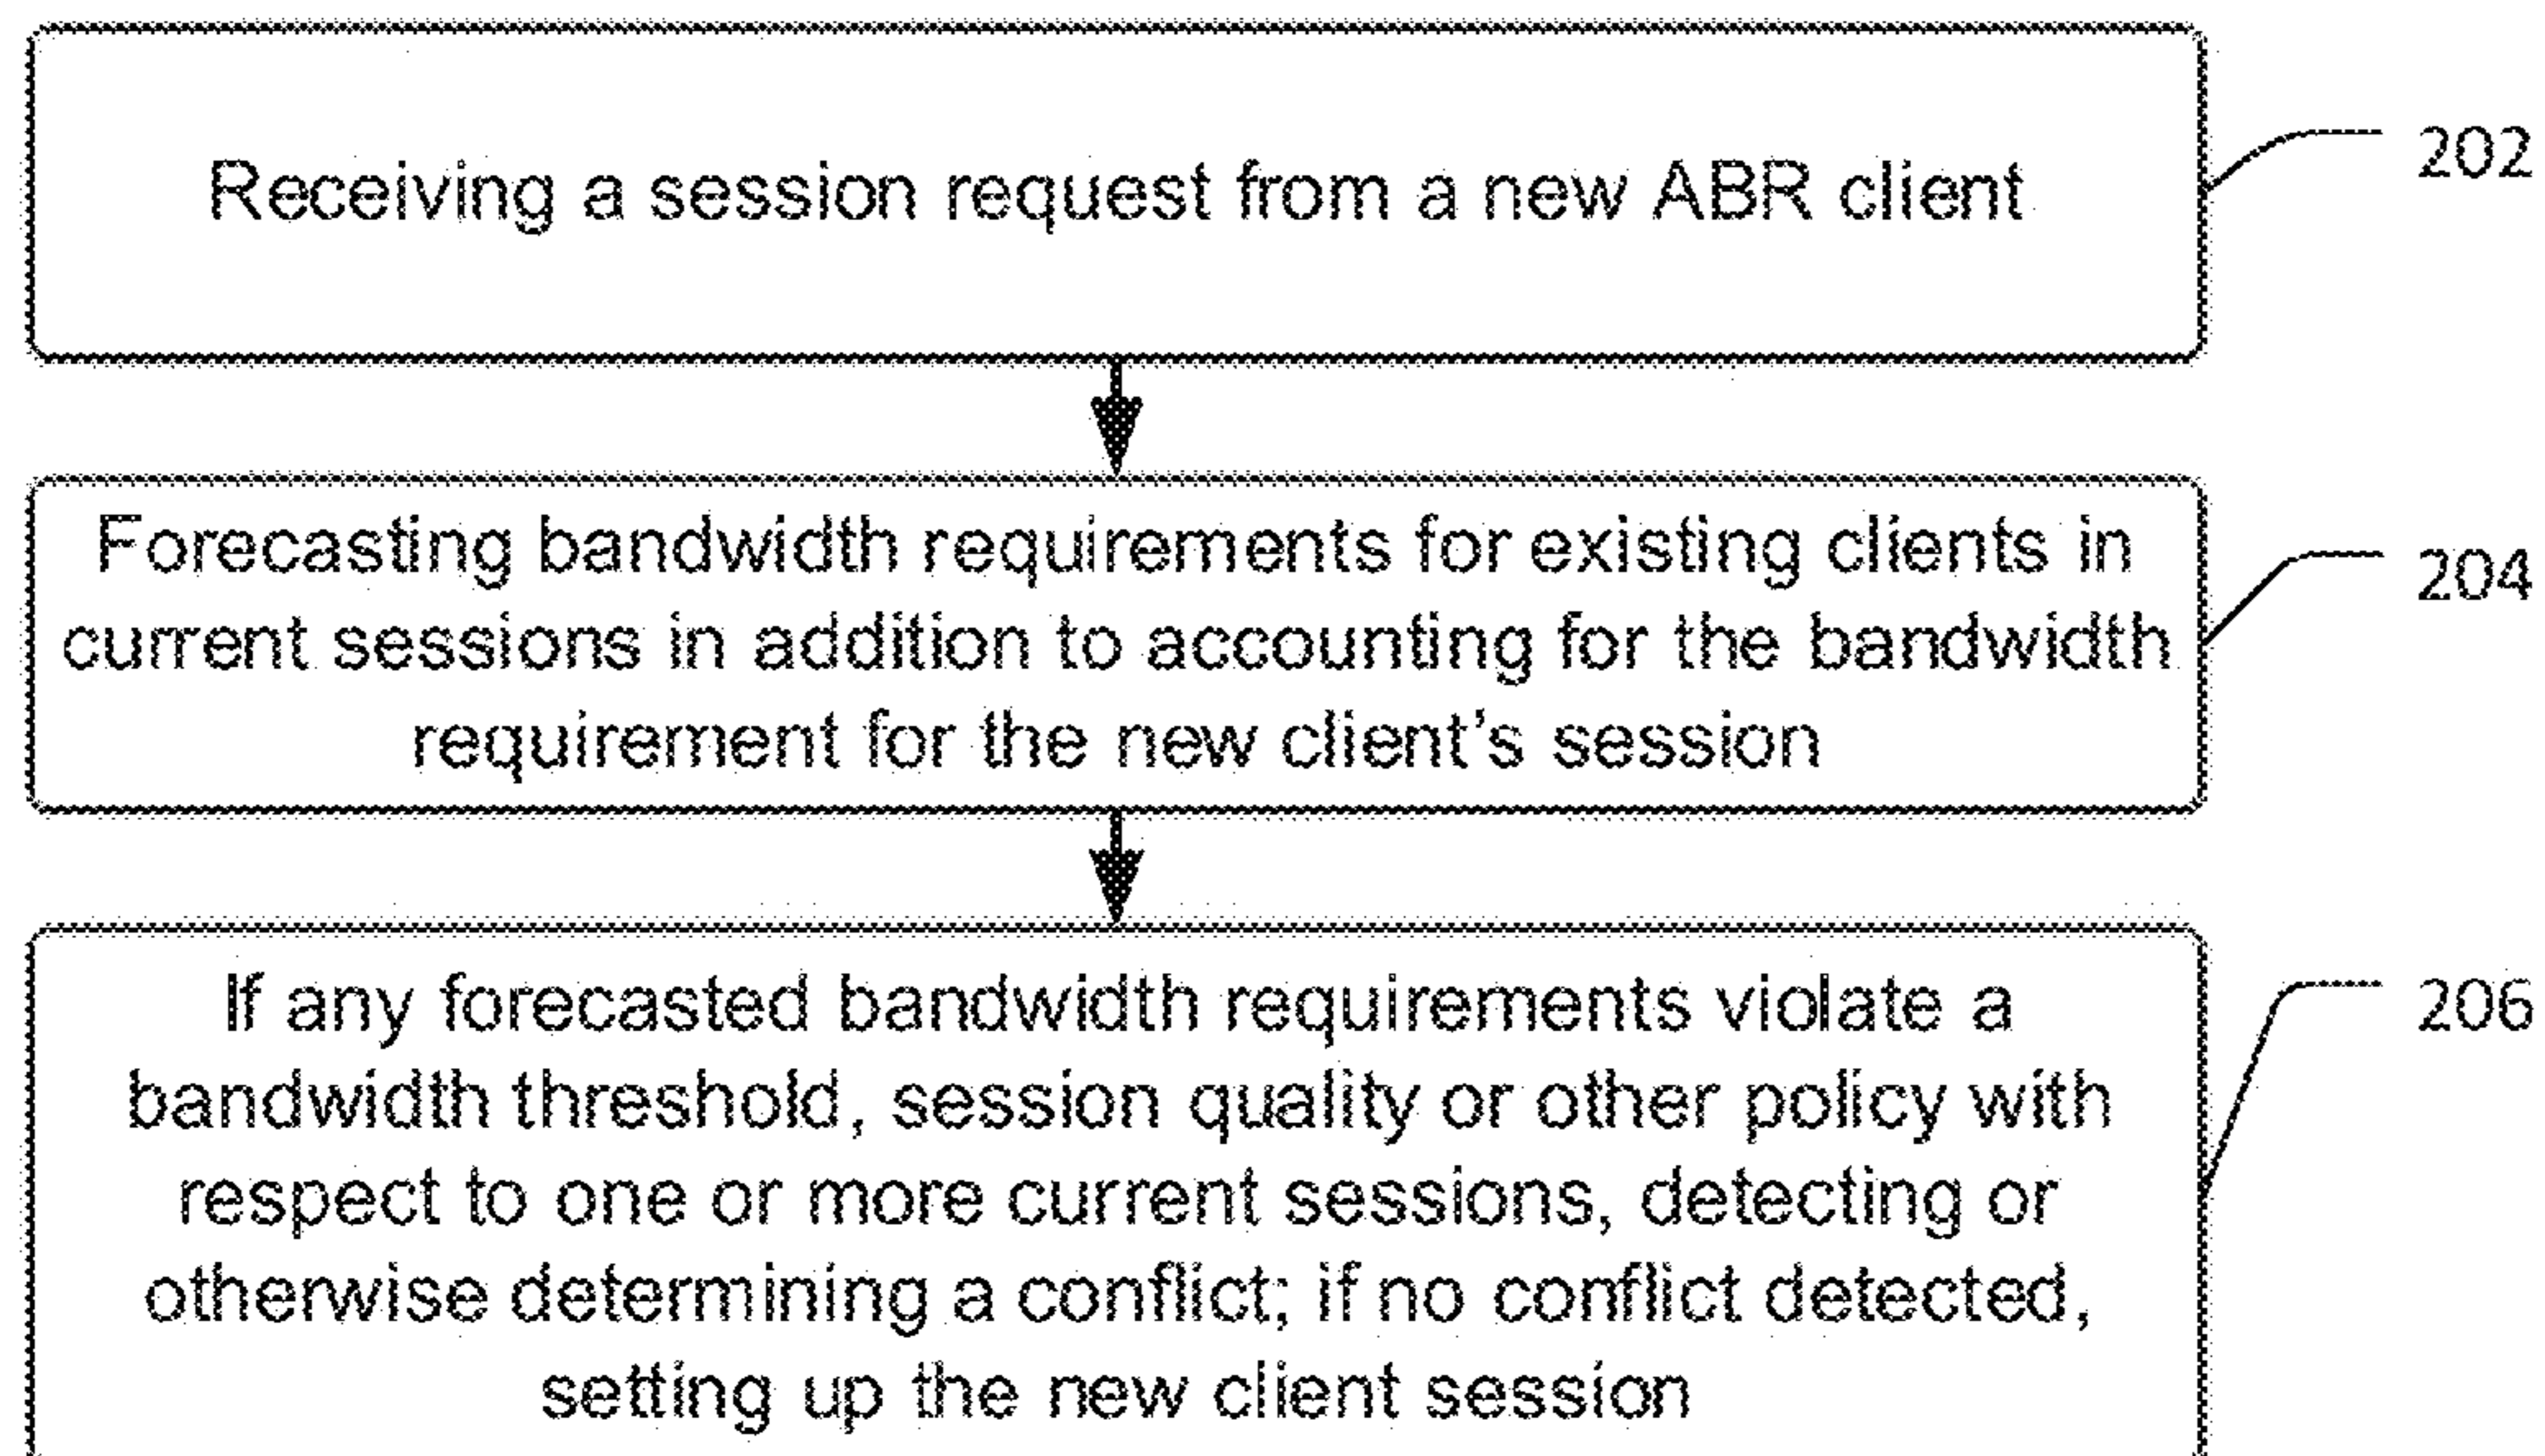 Receiving a session request from a new ABR client
202
Forecasting bandwidth requirements for existing clients in
current sessions in addition to accounting for the bandwidth
requirement for the new client's session
204
If any forecasted bandwidth requirements violate a
bandwidth threshold, session quality or other policy with
respect to one or more current sessions, detecting or
otherwise determining a conflict; if no conflict detected,
setting up the new client session
206